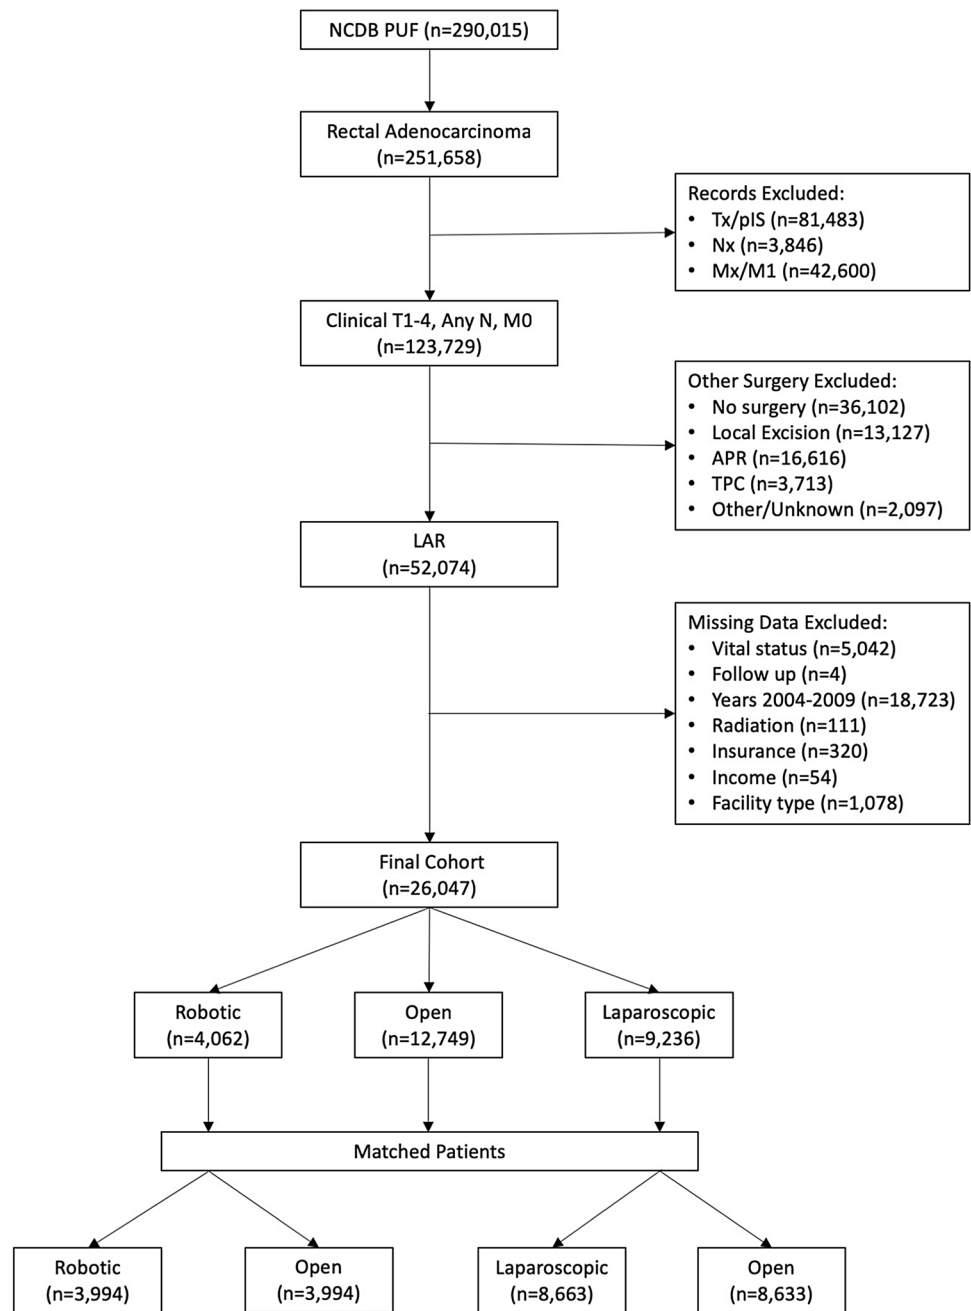 NCDB PUF (n=290,015)
Rectal Adenocarcinoma
(n=251,658)
Records Excluded:
• Tx/pIS (n=81,483)
• Nx (n=3,846)
• Mx/M1 (n=42,600)
Clinical T1-4, Any N, M0
(n=123,729)
Other Surgery Excluded:
• No surgery (n=36,102)
• Local Excision (n=13,127)
• APR (n=16,616)
• TPC (n=3,713)
• Other/Unknown (n=2,097)
LAR
(n=52,074)
Missing Data Excluded:
• Vital status (n=5,042)
• Follow up (n=4)
• Years 2004-2009 (n=18,723)
• Radiation (n=111)
• Insurance (n=320)
• Income (n=54)
• Facility type (n=1,078)
Final Cohort
(n=26,047)
Robotic
(n=4,062)
Open
(n=12,749)
Laparoscopic
(n=9,236)
Matched Patients
Robotic
(n=3,994)
Open
(n=3,994)
Laparoscopic
(n=8,663)
Open
(n=8,633)